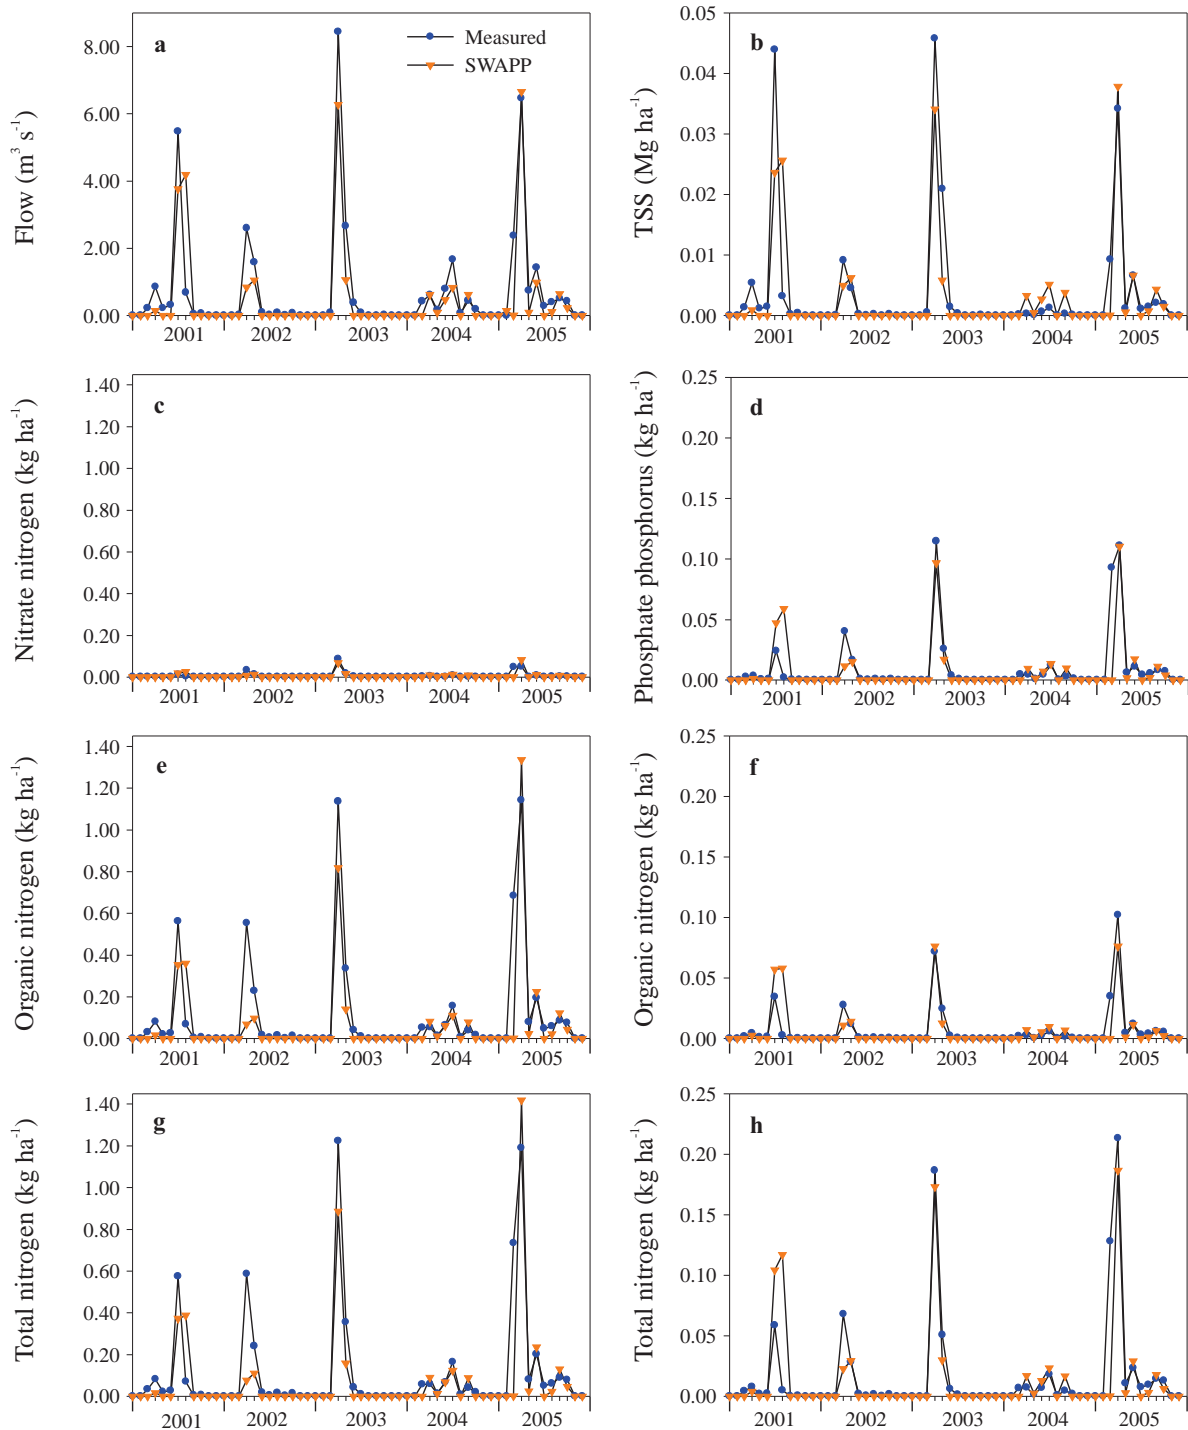 a
Measured
SWAPP
Flow (m³ s⁻¹)
8.00
6.00
4.00
2.00
0.00
2001 2002 2003 2004 2005
b
TSS (Mg ha⁻¹)
0.05
0.04
0.03
0.02
0.01
0.00
2001 2002 2003 2004 2005
c
Nitrate nitrogen (kg ha⁻¹)
1.40
1.20
1.00
0.80
0.60
0.40
0.20
0.00
2001 2002 2003 2004 2005
d
Phosphate phosphorus (kg ha⁻¹)
0.25
0.20
0.15
0.10
0.05
0.00
2001 2002 2003 2004 2005
e
Organic nitrogen (kg ha⁻¹)
1.40
1.20
1.00
0.80
0.60
0.40
0.20
0.00
2001 2002 2003 2004 2005
f
Organic nitrogen (kg ha⁻¹)
0.25
0.20
0.15
0.10
0.05
0.00
2001 2002 2003 2004 2005
g
Total nitrogen (kg ha⁻¹)
1.40
1.20
1.00
0.80
0.60
0.40
0.20
0.00
2001 2002 2003 2004 2005
h
Total nitrogen (kg ha⁻¹)
0.25
0.20
0.15
0.10
0.05
0.00
2001 2002 2003 2004 2005